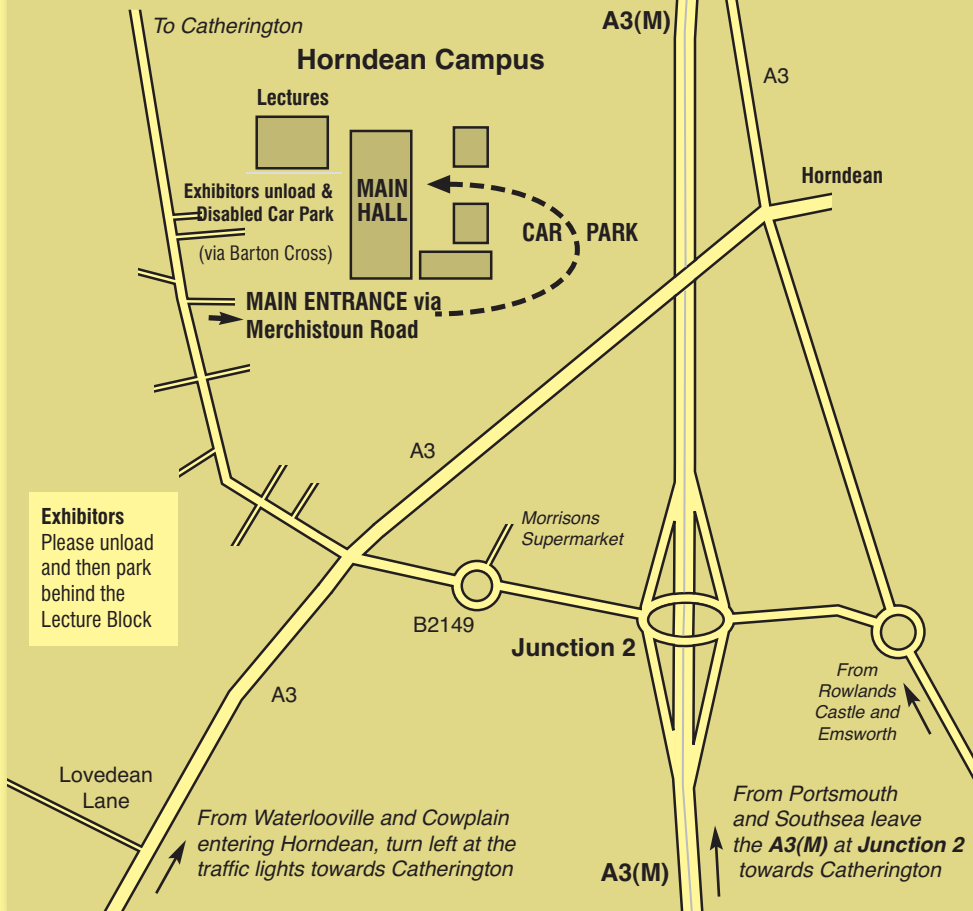 To Catherington
A3(M)
Horndean Campus
A3
Lectures
Horndean
Exhibitors unload &
Disabled Car Park
(via Barton Cross)
MAIN
HALL
CAR PARK
MAIN ENTRANCE via
Merchistoun Road
A3
Exhibitors
Please unload
and then park
behind the
Lecture Block
Morrisons
Supermarket
B2149
Junction 2
From
Rowlands
Castle and
Emsworth
A3
Lovedean
Lane
From Waterlooville and Cowplain
entering Horndean, turn left at the
traffic lights towards Catherington
A3(M)
From Portsmouth
and Southsea leave
the A3(M) at Junction 2
towards Catherington